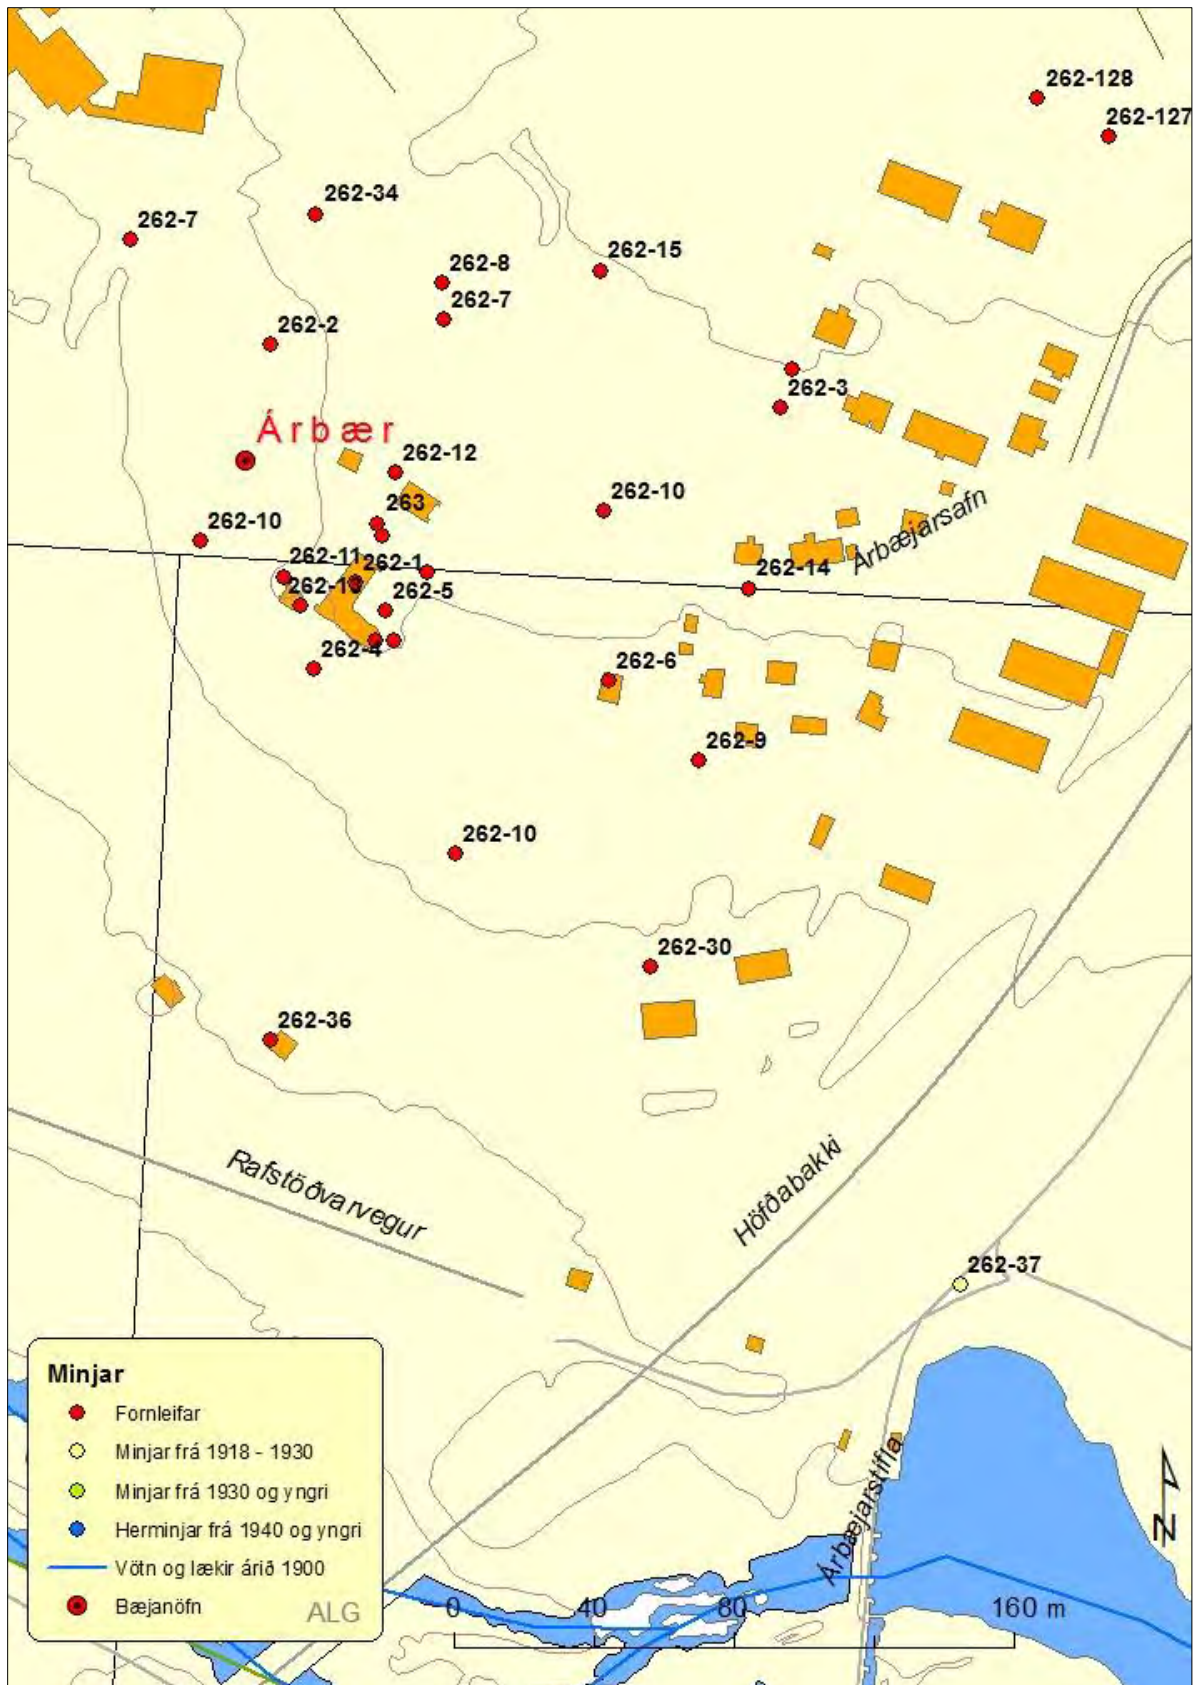 262-128
262-127
262-34
262-7
262-15
262-8
262-7
262-2
262-3
Árbær
262-12
262-10
263
262-10
Árbæjarsafn
262-11
262-1
262-14
262-13
262-5
262-4
262-6
262-9
262-10
262-30
262-36
Rafstöðvarvegur
Höfðabakki
262-37
Minjar
Fornleifar
Minjar frá 1918 - 1930
Minjar frá 1930 og yngri
Herminjar frá 1940 og yngri
Vötn og lækir árið 1900
Bæjanöfn
ALG
Árbæjarstífla
N
0 40 80 160 m